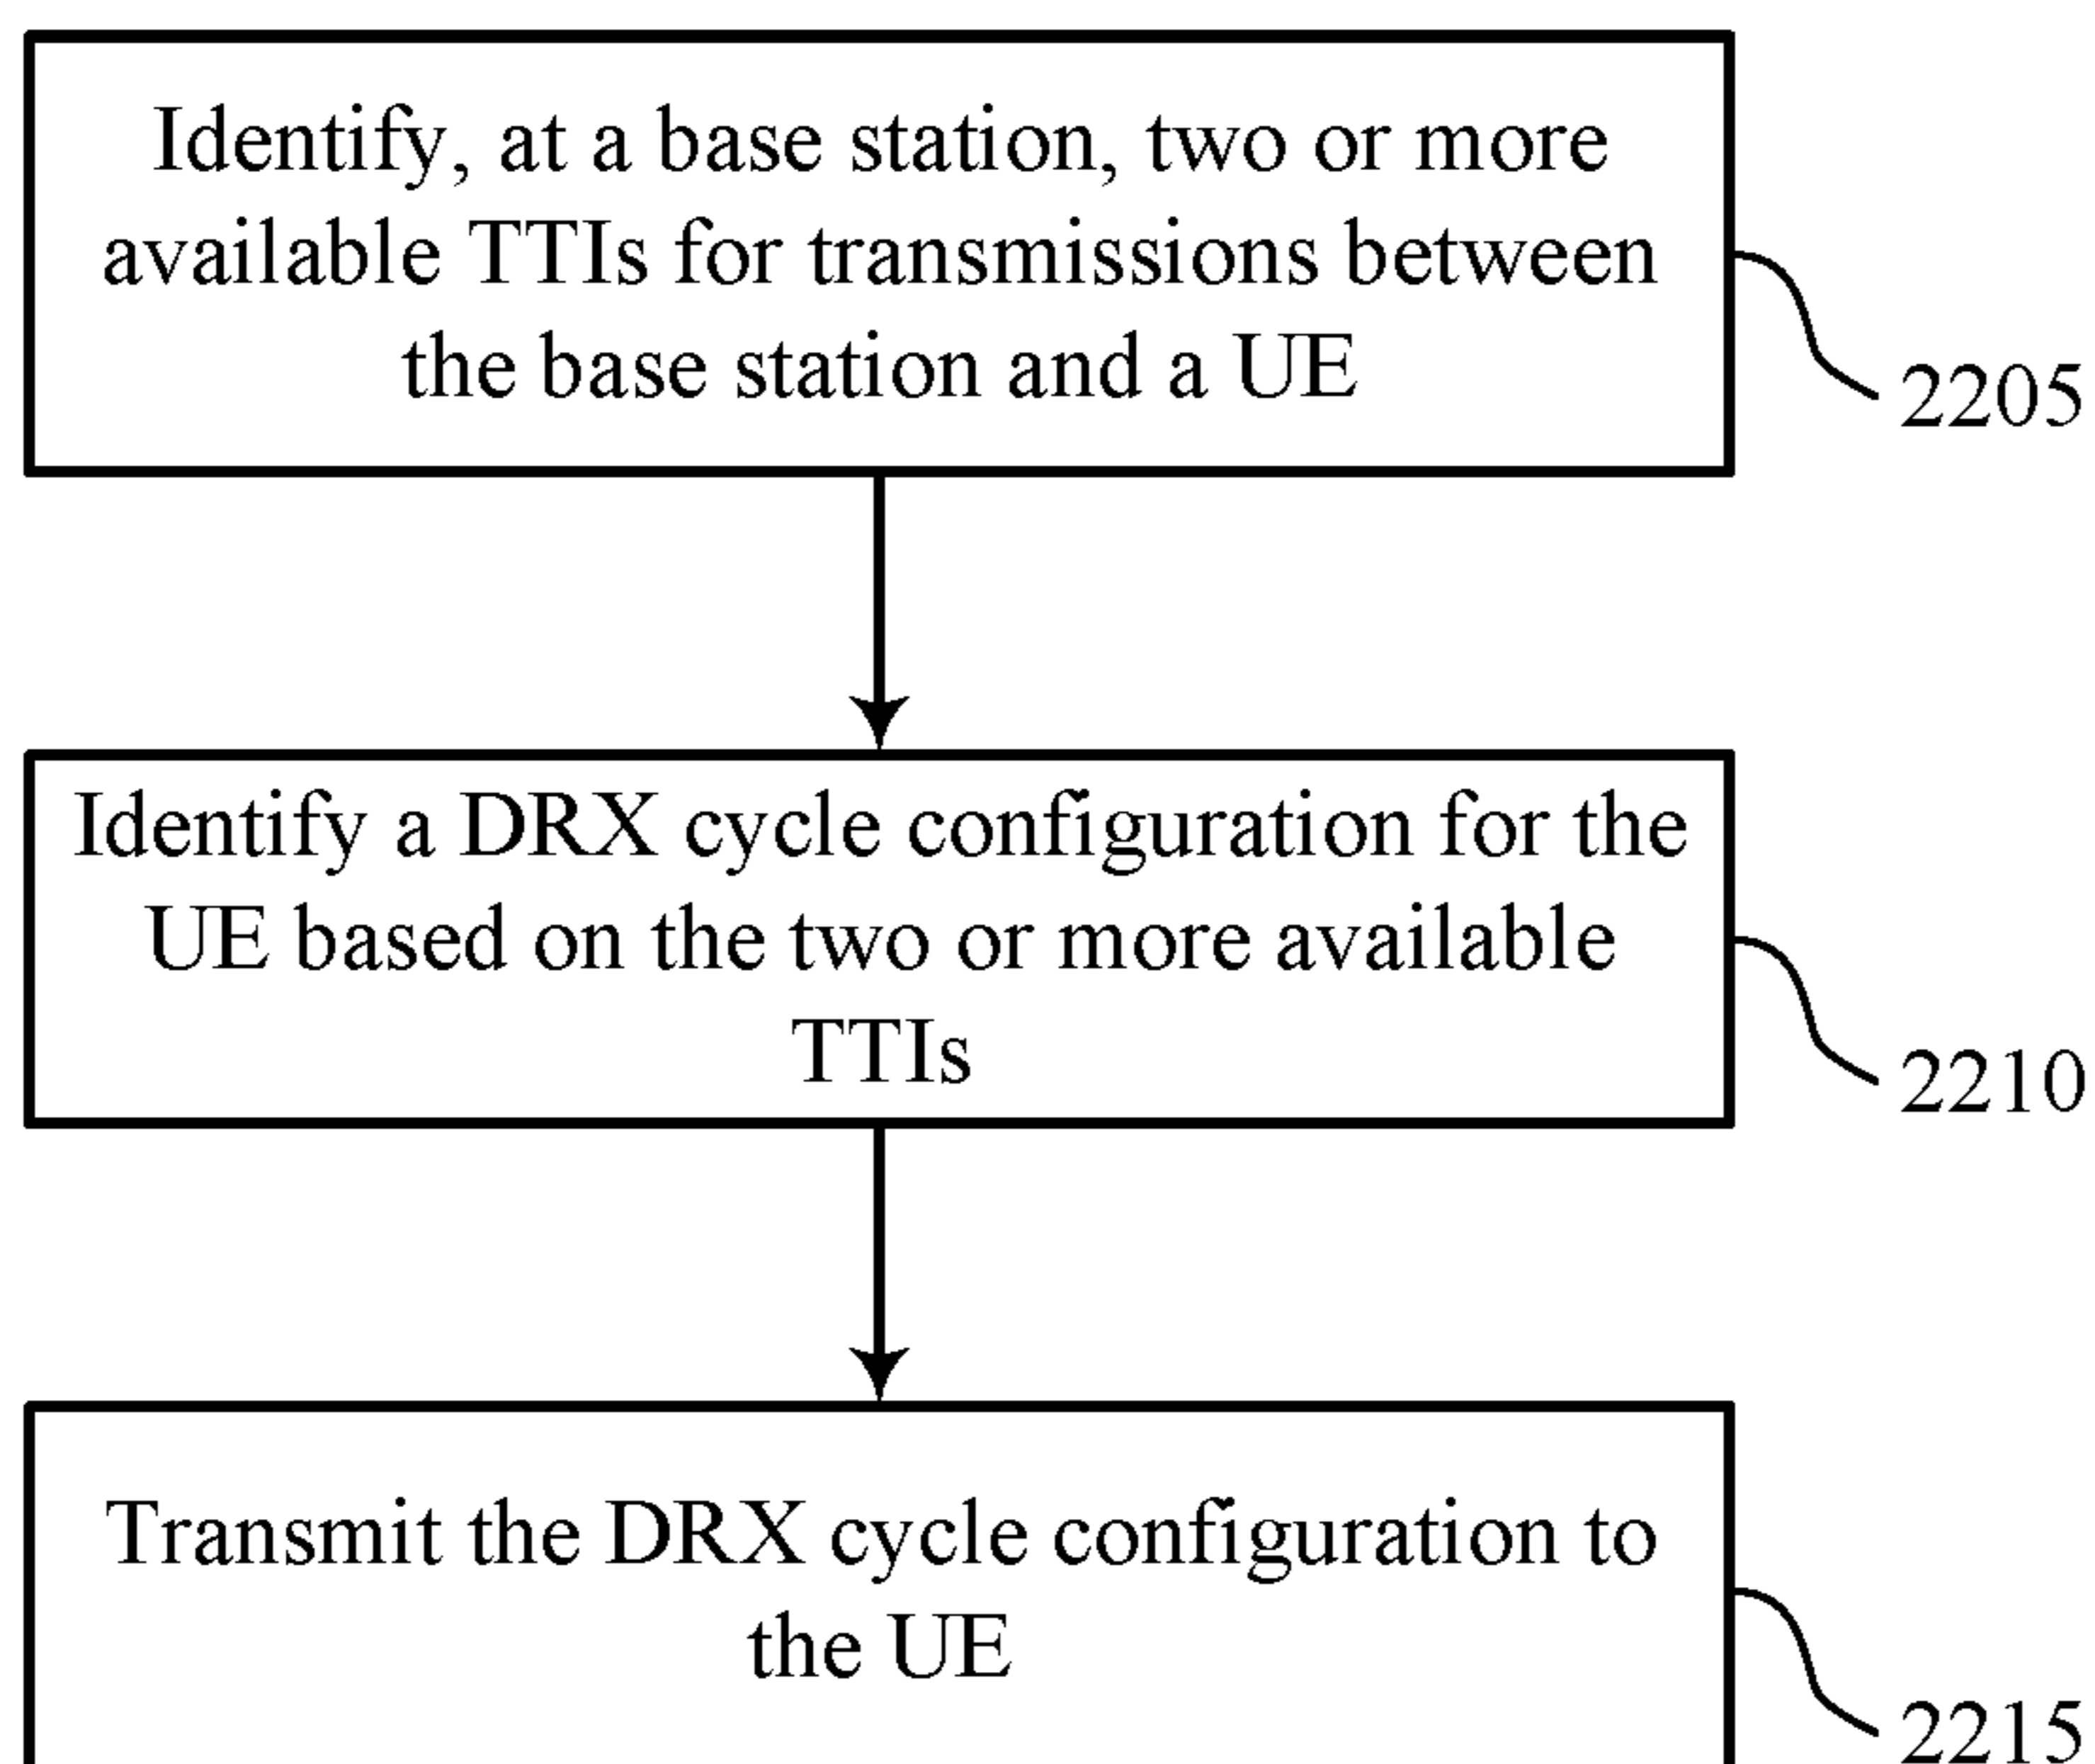 Identify, at a base station, two or more
available TTIs for transmissions between
the base station and a UE
2205
Identify a DRX cycle configuration for the
UE based on the two or more available
TTIs
2210
Transmit the DRX cycle configuration to
the UE
2215